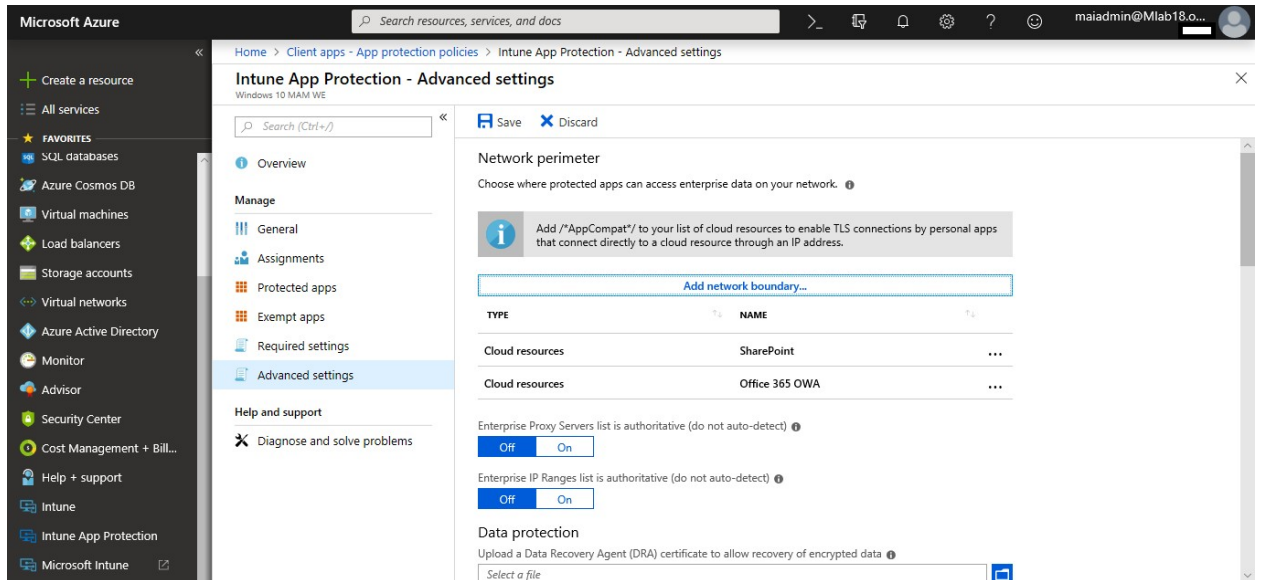 Microsoft Azure
Search resources, services, and docs
maiadmin@Mlab18.o...
Home > Client apps - App protection policies > Intune App Protection - Advanced settings
Intune App Protection - Advanced settings
Windows 10 MAM WE
Create a resource
All services
FAVORITES
SQL databases
Azure Cosmos DB
Virtual machines
Load balancers
Storage accounts
Virtual networks
Azure Active Directory
Monitor
Advisor
Security Center
Cost Management + Bill...
Help + support
Intune
Intune App Protection
Microsoft Intune
Search (Ctrl+/)
Overview
Manage
General
Assignments
Protected apps
Exempt apps
Required settings
Advanced settings
Help and support
Diagnose and solve problems
Save Discard
Network perimeter
Choose where protected apps can access enterprise data on your network.
Add /*AppCompat*/ to your list of cloud resources to enable TLS connections by personal apps
that connect directly to a cloud resource through an IP address.
Add network boundary...
TYPE NAME
Cloud resources SharePoint ...
Cloud resources Office 365 OWA ...
Enterprise Proxy Servers list is authoritative (do not auto-detect)
Off On
Enterprise IP Ranges list is authoritative (do not auto-detect)
Off On
Data protection
Upload a Data Recovery Agent (DRA) certificate to allow recovery of encrypted data
Select a file